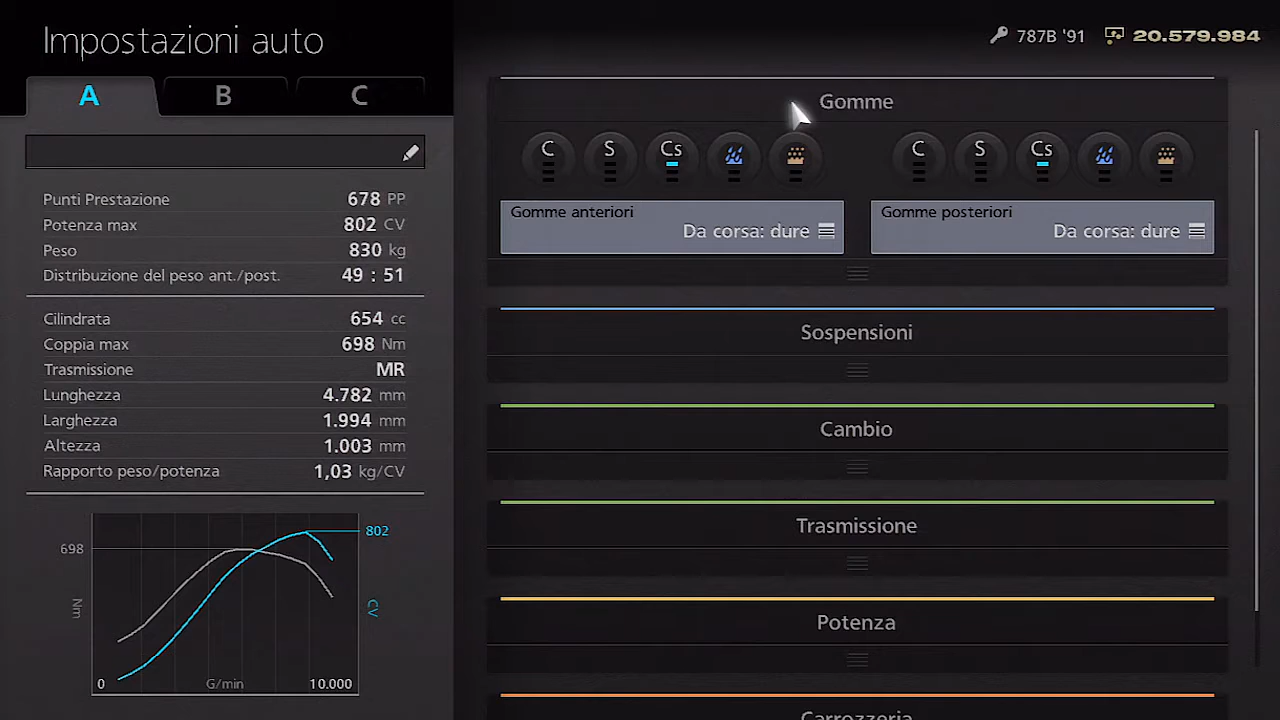 Impostazioni auto
787B '91
20.579.984
A
B
C
Punti Prestazione 678 PP
Potenza max 802 CV
Peso 830 kg
Distribuzione del peso ant./post. 49 : 51
Cilindrata 654 cc
Coppia max 698 Nm
Trasmissione MR
Lunghezza 4.782 mm
Larghezza 1.994 mm
Altezza 1.003 mm
Rapporto peso/potenza 1,03 kg/CV
802
698
Nm
CV
0 G/min 10.000
Gomme
C S Cs C S Cs
Gomme anteriori
Da corsa: dure
Gomme posteriori
Da corsa: dure
Sospensioni
Cambio
Trasmissione
Potenza
Carrozzeria